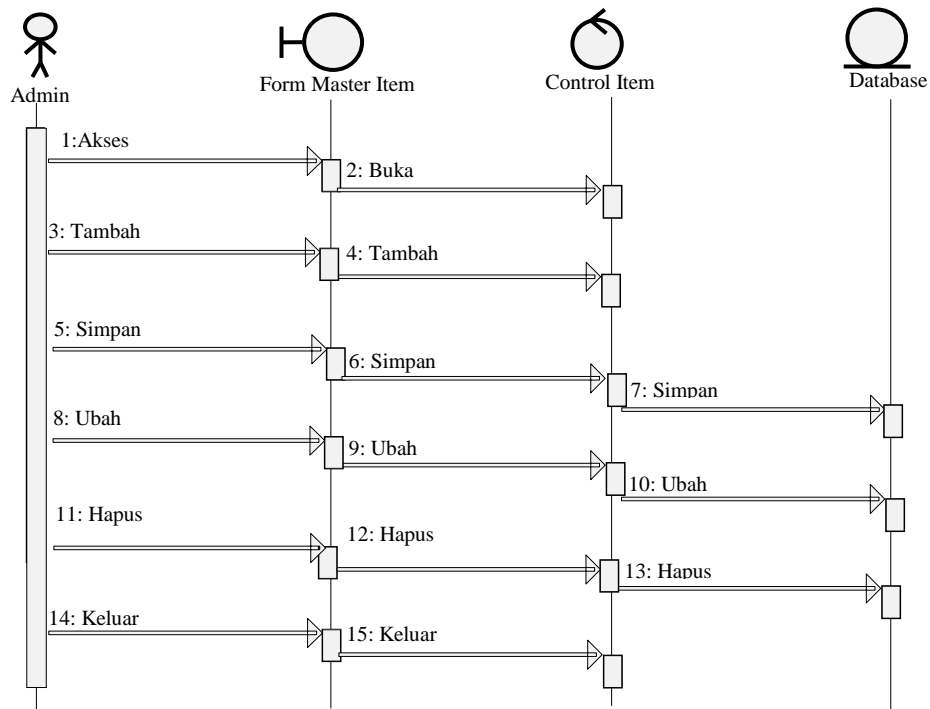 Admin
Form Master Item
Control Item
Database
1:Akses
2: Buka
3: Tambah
4: Tambah
5: Simpan
6: Simpan
7: Simpan
8: Ubah
9: Ubah
10: Ubah
11: Hapus
12: Hapus
13: Hapus
14: Keluar
15: Keluar